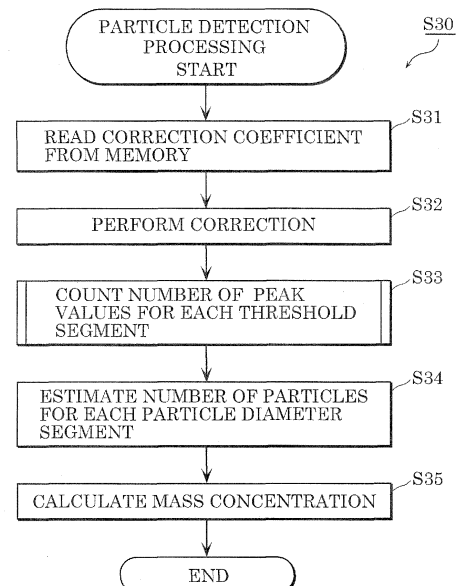 PARTICLE DETECTION
PROCESSING
START
S30
S31
READ CORRECTION COEFFICIENT
FROM MEMORY
S32
PERFORM CORRECTION
S33
COUNT NUMBER OF PEAK
VALUES FOR EACH THRESHOLD
SEGMENT
S34
ESTIMATE NUMBER OF PARTICLES
FOR EACH PARTICLE DIAMETER
SEGMENT
S35
CALCULATE MASS CONCENTRATION
END